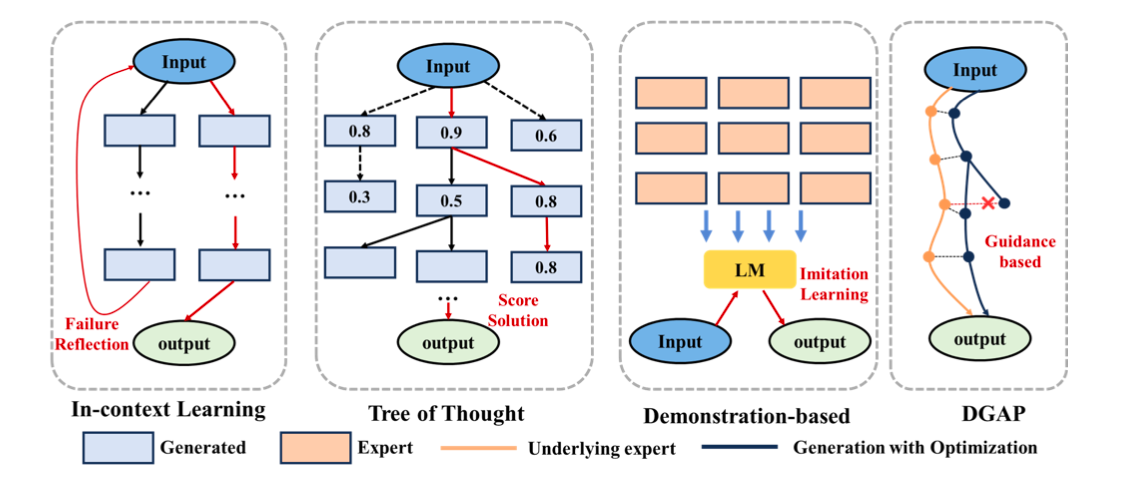 Input
...
...
Failure
Reflection
output
In-context Learning
Input
0.8
0.9
0.6
0.3
0.5
0.8
0.8
...
Score
Solution
output
Tree of Thought
LM
Imitation
Learning
Input
output
Demonstration-based
Input
Guidance
based
output
DGAP
Generated
Expert
Underlying expert
Generation with Optimization